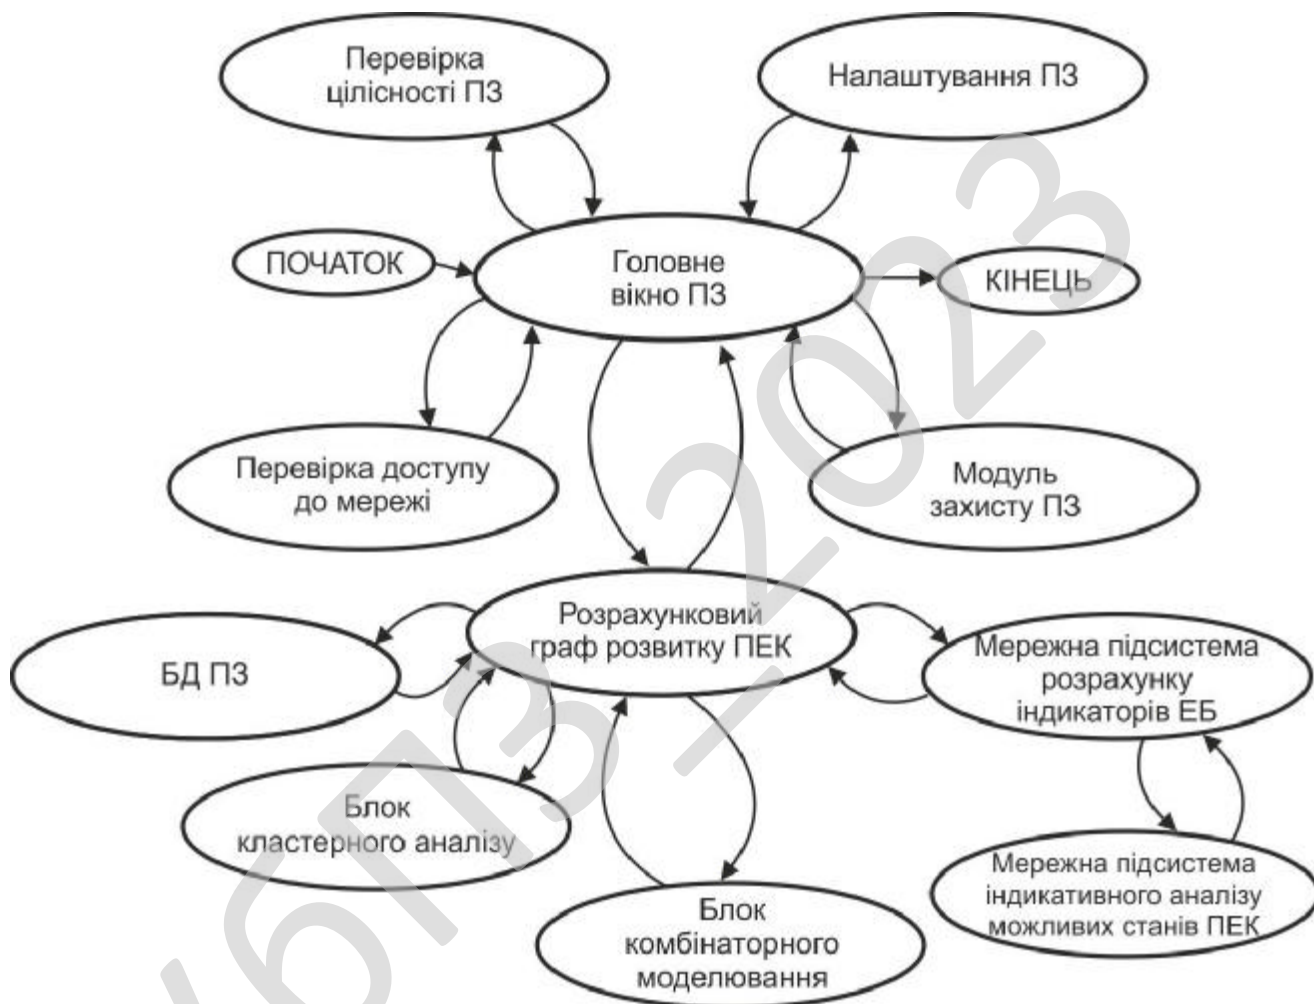 Перевірка
цілісності ПЗ
Налаштування ПЗ
ПОЧАТОК
Головне
вікно ПЗ
КІНЕЦЬ
Перевірка доступу
до мережі
Модуль
захисту ПЗ
Розрахунковий
граф розвитку ПЕК
БД ПЗ
Мережна підсистема
розрахунку
індикаторів ЕБ
Блок
кластерного аналізу
Мережна підсистема
індикативного аналізу
можливих станів ПЕК
Блок
комбінаторного
моделювання
бПЗ_2023